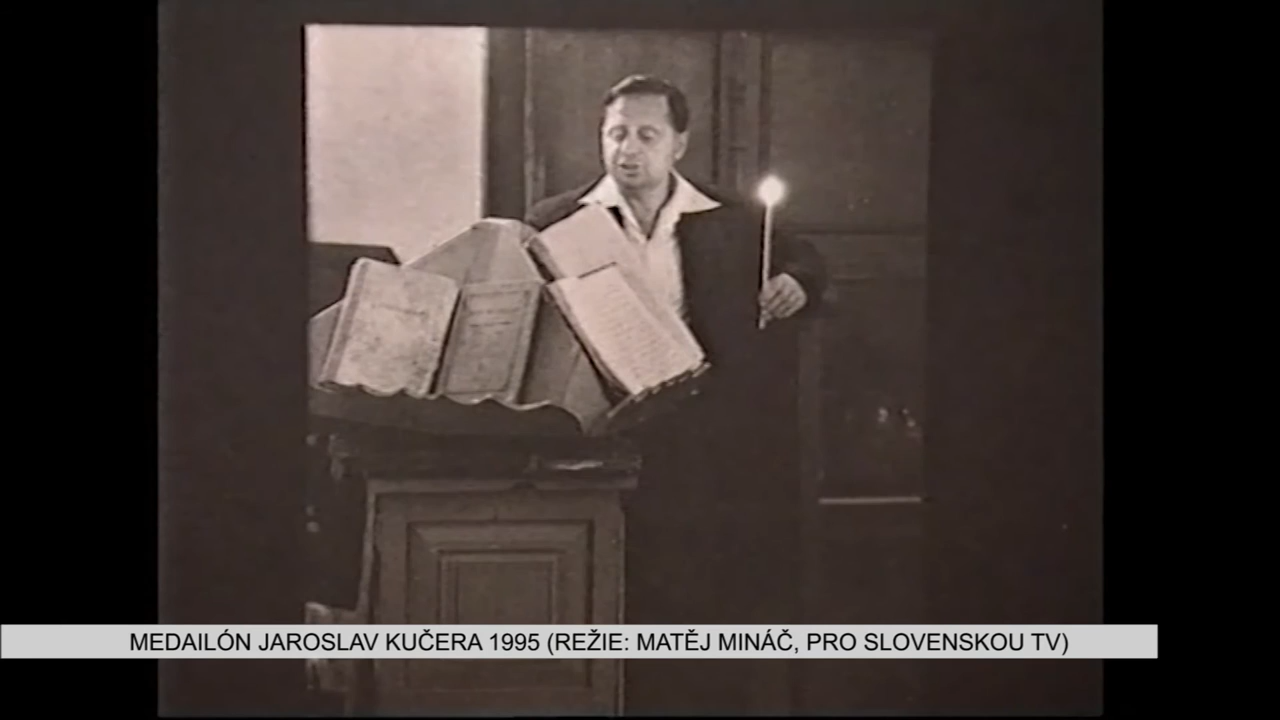 MEDAILÓN JAROSLAV KUČERA 1995 (REŽIE: MATĚJ MINÁČ, PRO SLOVENSKOU TV)